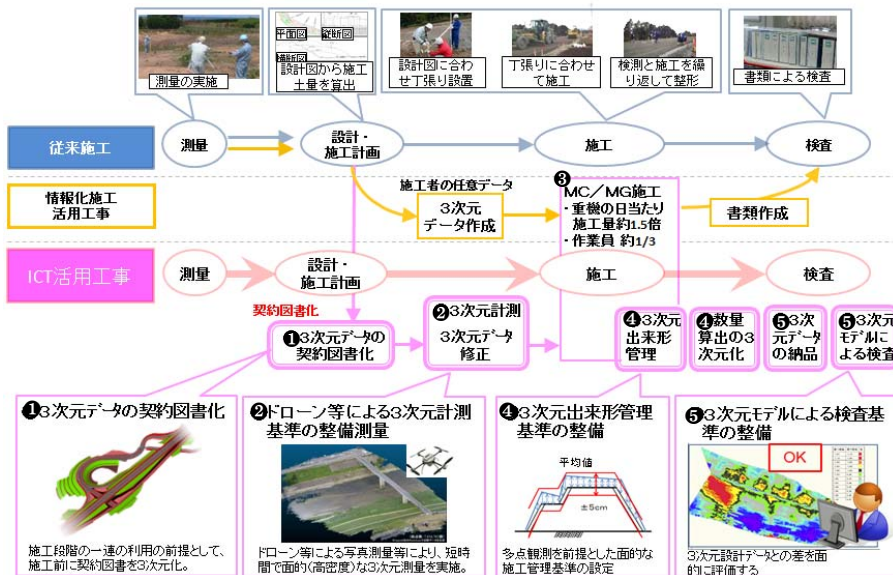 平面図
縦断図
横断図
測量の実施
設計図から施工
土量を算出
設計図に合わ
せ丁張り設置
丁張りに合わせ
て施工
検測と施工を繰
り返して整形
書類による検査
従来施工
測量
設計・
施工計画
施工
検査
情報化施工
活用工事
施工者の任意データ
3次元
データ作成
❸
MC/MG施工
・重機の日当たり
施工量約1.5倍
・作業員 約1/3
書類作成
ICT活用工事
測量
設計・
施工計画
施工
検査
契約図書化
❶3次元データの
契約図書化
❷3次元計測
3次元データ
修正
❹3次元
出来形
管理
❹数量
算出の3
次元化
❺3次
元データ
の納品
❺3次元
モデルに
よる検査
❶3次元データの契約図書化
施工段階の一連の利用の前提として、
施工前に契約図書を3次元化。
❷ドローン等による3次元計測
基準の整備測量
ドローン等による写真測量等により、短時
間で面的(高密度)な3次元測量を実施。
❹3次元出来形管理
基準の整備
平均値
±5cm
多点観測を前提とした面的な
施工管理基準の設定
❺3次元モデルによる検査基
準の整備
OK
3次元設計データとの差を面
的に評価する